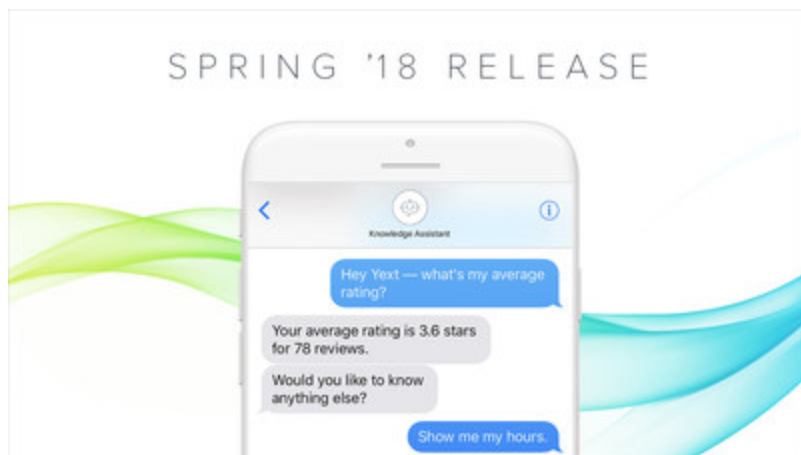 SPRING '18 RELEASE
Knowledge Assistant
Hey Yext — what's my average
rating?
Your average rating is 3.6 stars
for 78 reviews.
Would you like to know
anything else?
Show me my hours.